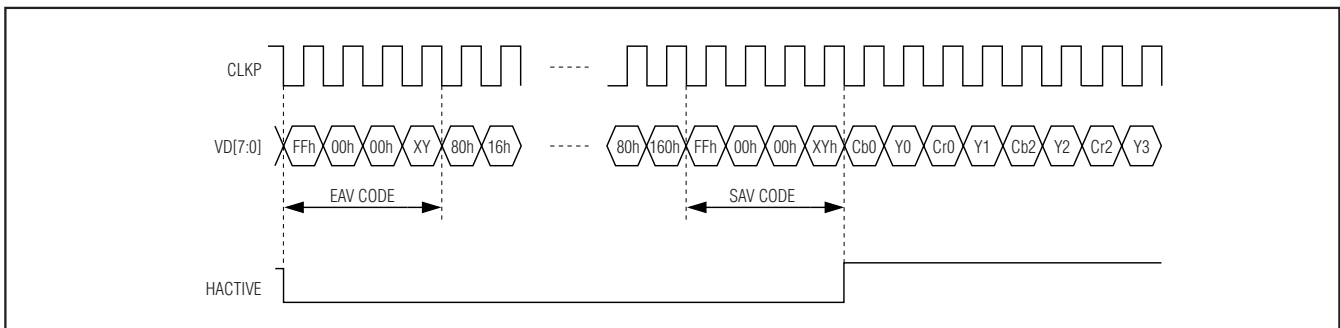 CLKP
VD[7:0] FFh 00h 00h XY 80h 16h 80h 160h FFh 00h 00h XYh Cb0 Y0 Cr0 Y1 Cb2 Y2 Cr2 Y3
EAV CODE SAV CODE
HACTIVE